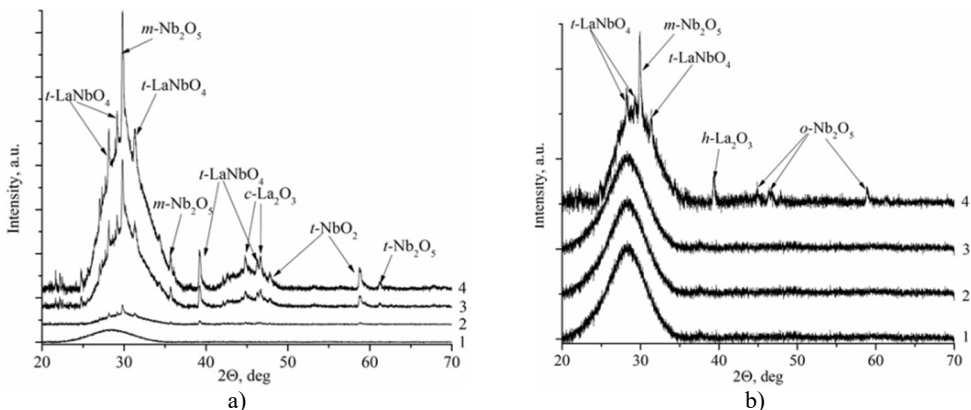 m-Nb₂O₅
t-LaNbO₄
t-LaNbO₄
t-LaNbO₄
c-La₂O₃
m-Nb₂O₅
t-NbO₂
t-Nb₂O₅
4
3
2
1
Intensity, a.u.
20 30 40 50 60 70
2Θ, deg
a)
t-LaNbO₄
m-Nb₂O₅
t-LaNbO₄
h-La₂O₃
o-Nb₂O₅
4
3
2
1
Intensity, a.u.
20 30 40 50 60 70
2Θ, deg
b)